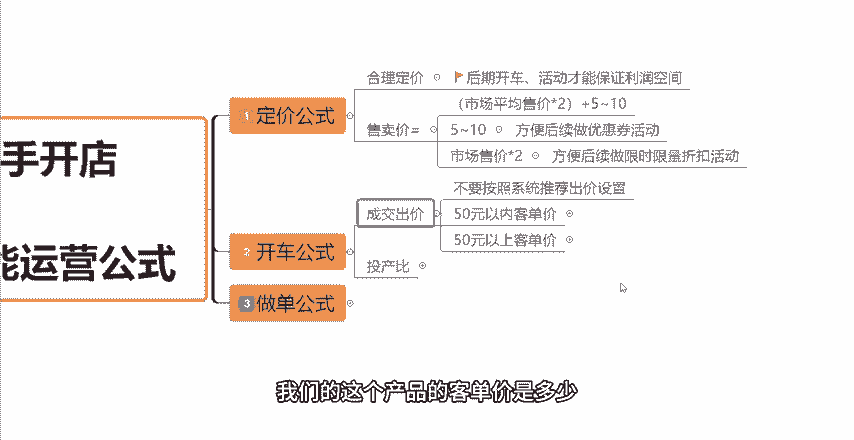 手开店
能运营公式
1 定价公式
合理定价
后期开车、活动才能保证利润空间
售卖价=
（市场平均售价*2）+5~10
5~10
方便后续做优惠券活动
市场售价*2
方便后续做限时限量折扣活动
2 开车公式
成交出价
不要按照系统推荐出价设置
50元以内客单价
50元以上客单价
投产比
3 做单公式
我们的这个产品的客单价是多少